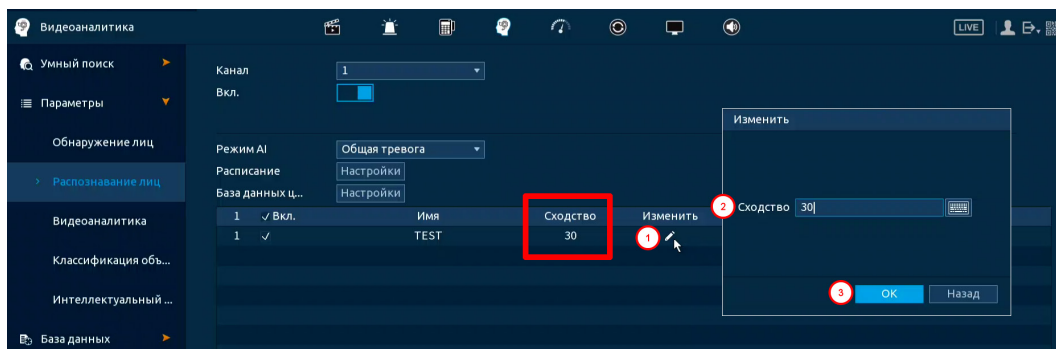 Видеоаналитика
LIVE
Умный поиск
Параметры
Обнаружение лиц
Распознавание лиц
Видеоаналитика
Классификация объ...
Интеллектуальный ...
База данных
Канал 1
Вкл.
Режим AI Общая тревога
Расписание Настройки
База данных ц... Настройки
1 Вкл. Имя Сходство Изменить
1 TEST 30 1
Изменить
2 Сходство 30
3 OK Назад